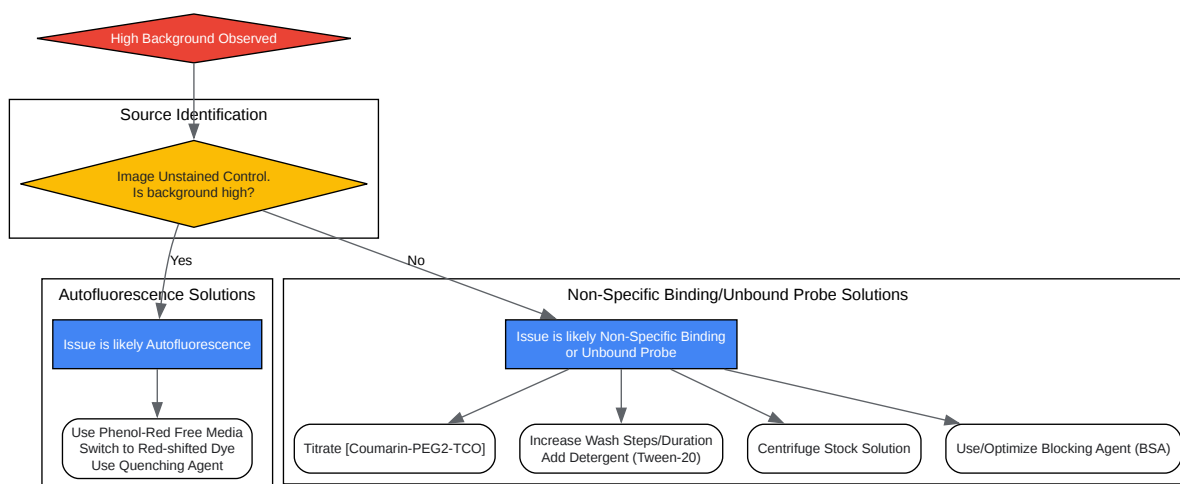 High Background Observed
Source Identification
Image Unstained Control.
Is background high?
Yes
No
Autofluorescence Solutions
Non-Specific Binding/Unbound Probe Solutions
Issue is likely Autofluorescence
Issue is likely Non-Specific Binding
or Unbound Probe
Use Phenol-Red Free Media
Switch to Red-shifted Dye
Use Quenching Agent
Titrate [Coumarin-PEG2-TCO]
Increase Wash Steps/Duration
Add Detergent (Tween-20)
Centrifuge Stock Solution
Use/Optimize Blocking Agent (BSA)